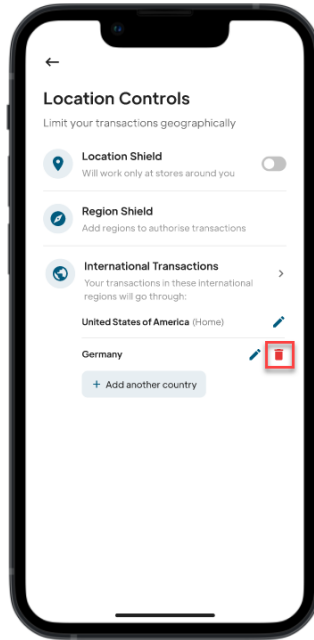 Location Controls
Limit your transactions geographically
Location Shield
Will work only at stores around you
Region Shield
Add regions to authorise transactions
International Transactions
Your transactions in these international
regions will go through:
United States of America (Home)
Germany
+ Add another country